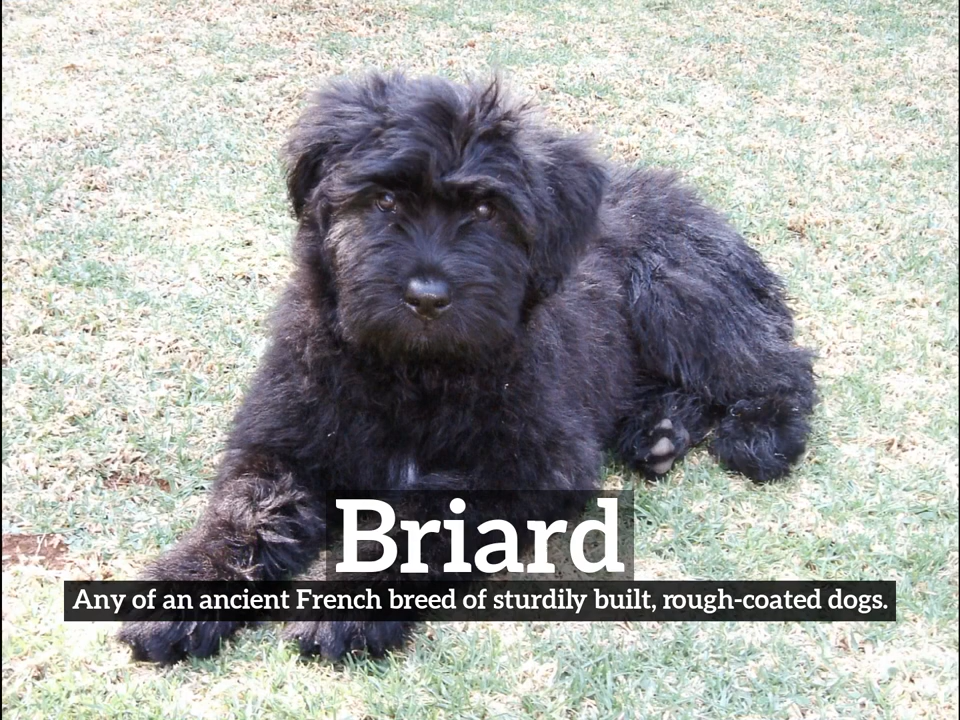 Briard
Any of an ancient French breed of sturdily built, rough-coated dogs.